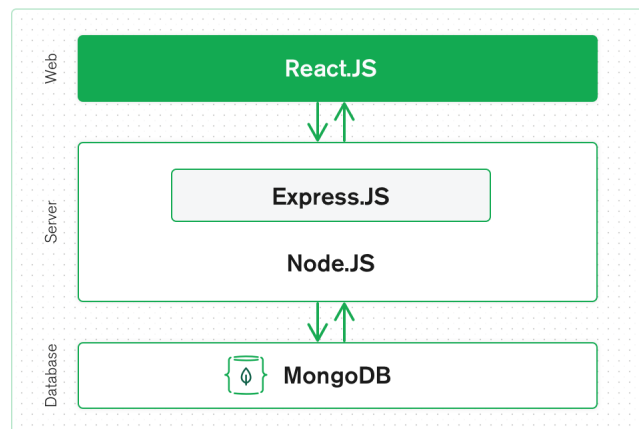 Web
React.JS
Server
Express.JS
Node.JS
Database
MongoDB